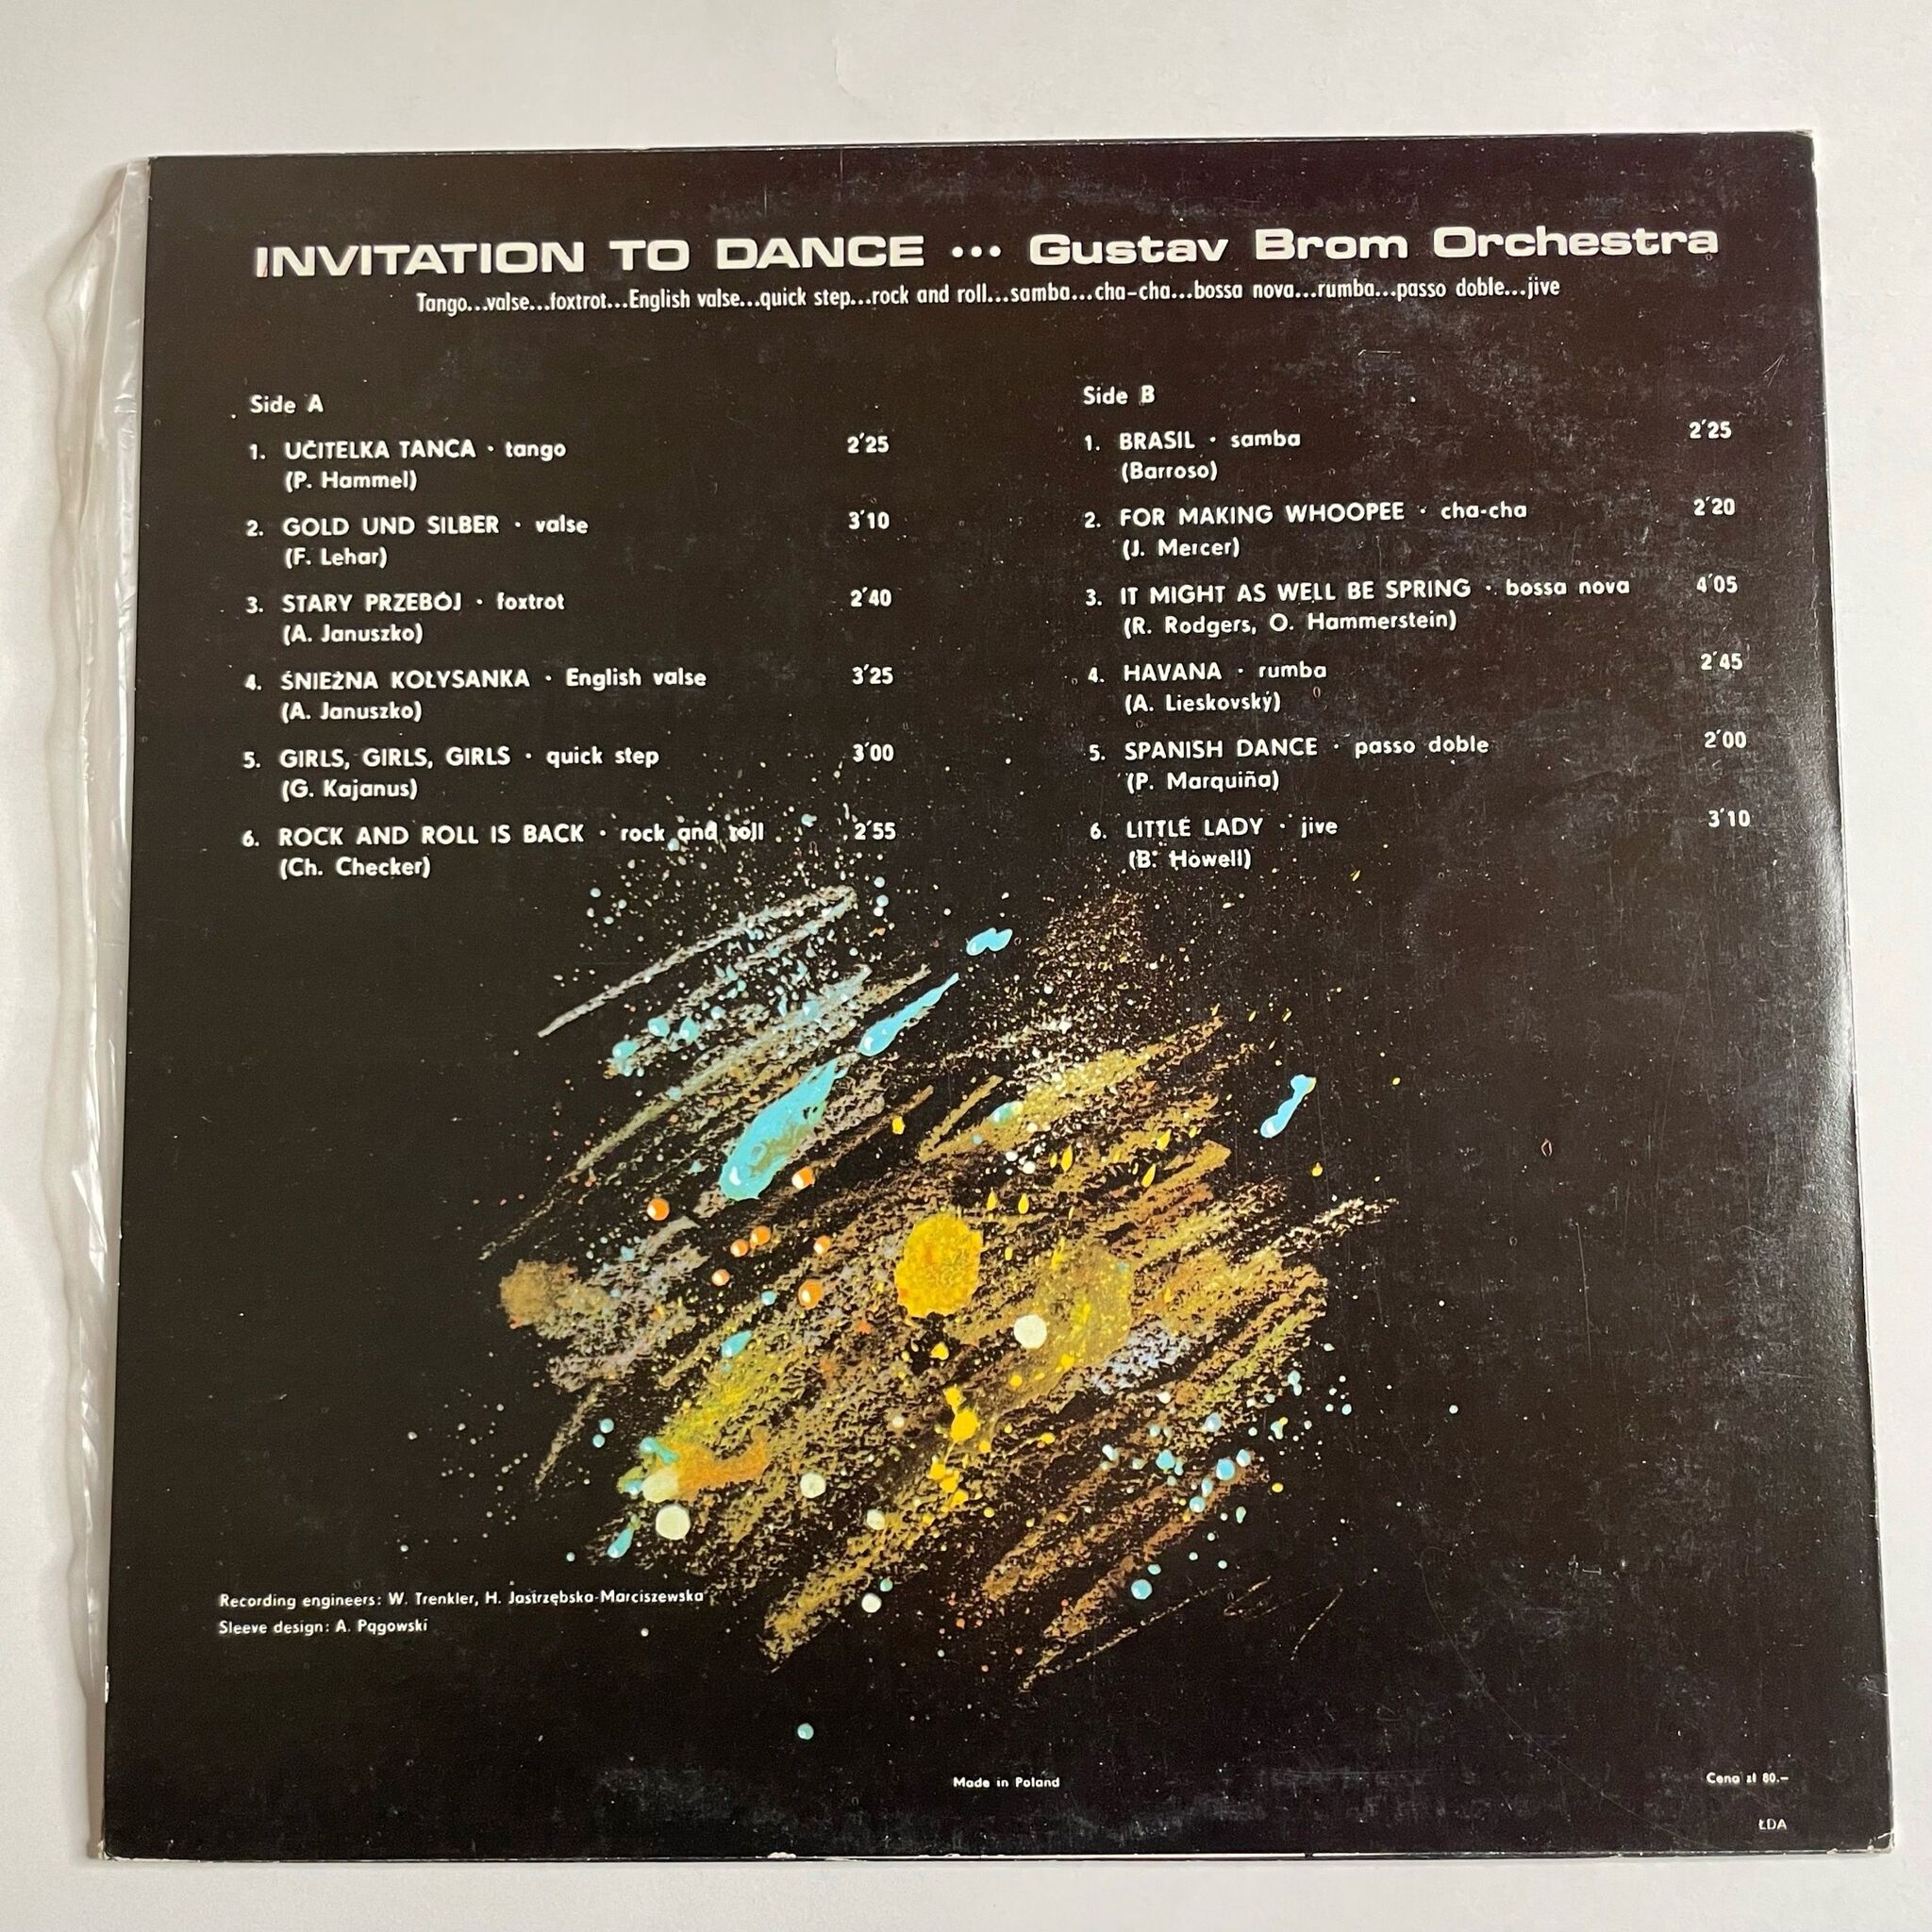 INVITATION TO DANCE ... Gustav Brom Orchestra
Tango...valse...foxtrot...English valse...quick step...rock and roll...samba...cha-cha...bossa nova...rumba...passo doble...jive
Side A
1. UČITELKA TANCA · tango 2'25
(P. Hammel)
2. GOLD UND SILBER · valse 3'10
(F. Lehar)
3. STARY PRZEBÓJ · foxtrot 2'40
(A. Januszko)
4. ŚNIEŻNA KOŁYSANKA · English valse 3'25
(A. Januszko)
5. GIRLS, GIRLS, GIRLS · quick step 3'00
(G. Kajanus)
6. ROCK AND ROLL IS BACK · rock and roll 2'55
(Ch. Checker)
Side B
1. BRASIL · samba 2'25
(Barroso)
2. FOR MAKING WHOOPEE · cha-cha 2'20
(J. Mercer)
3. IT MIGHT AS WELL BE SPRING · bossa nova 4'05
(R. Rodgers, O. Hammerstein)
4. HAVANA · rumba 2'45
(A. Lieskovský)
5. SPANISH DANCE · passo doble 2'00
(P. Marquiña)
6. LITTLE LADY · jive 3'10
(B. Howell)
Recording engineers: W. Trenkler, H. Jastrzębska-Marciszewska
Sleeve design: A. Pągowski
Made in Poland
Cena zł 80.–
ŁDA